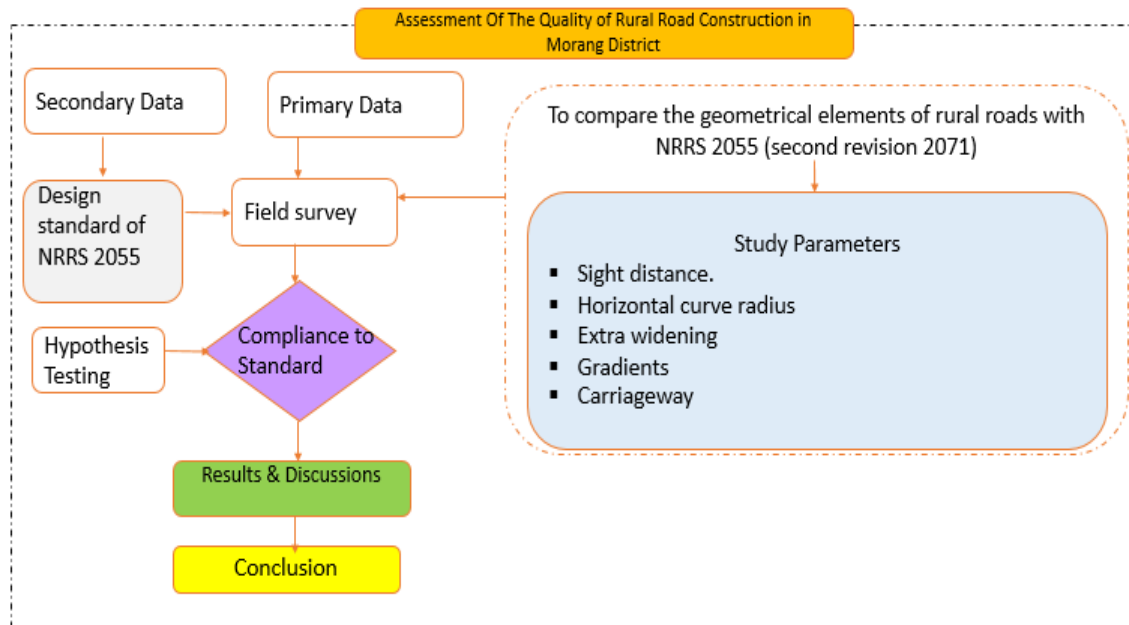 Assessment Of The Quality of Rural Road Construction in
Morang District
Secondary Data
Primary Data
To compare the geometrical elements of rural roads with
NRRS 2055 (second revision 2071)
Design
standard of
NRRS 2055
Field survey
Study Parameters
▪ Sight distance.
▪ Horizontal curve radius
▪ Extra widening
▪ Gradients
▪ Carriageway
Hypothesis
Testing
Compliance to
Standard
Results & Discussions
Conclusion